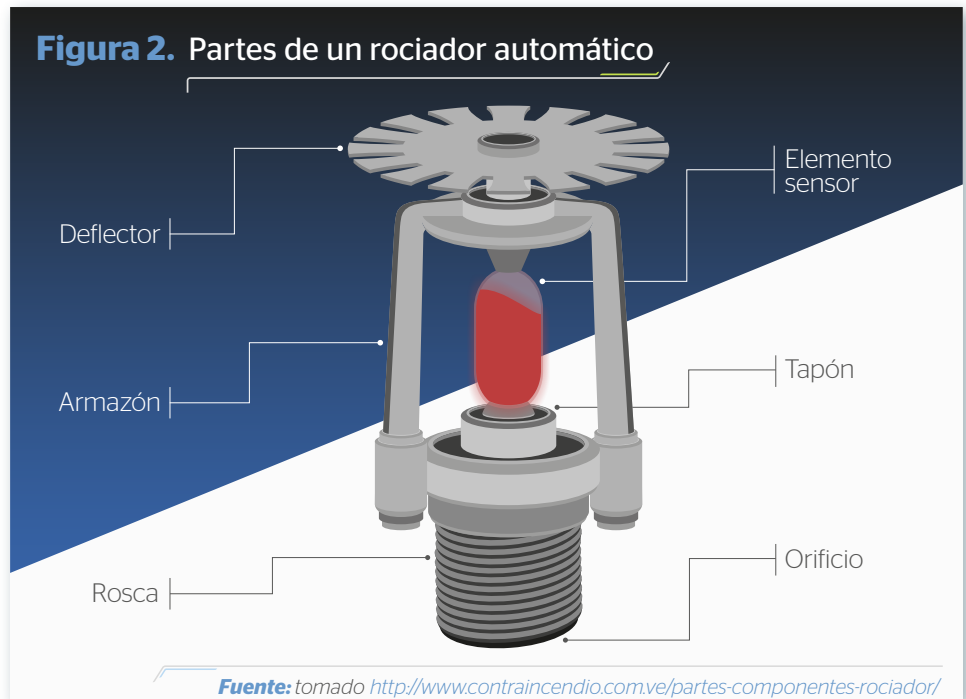 Figura 2. Partes de un rociador automático
Elemento
sensor
Deflector
Tapón
Armazón
Orificio
Rosca
Fuente: tomado http://www.contraincendio.com.ve/partes-componentes-rociador/